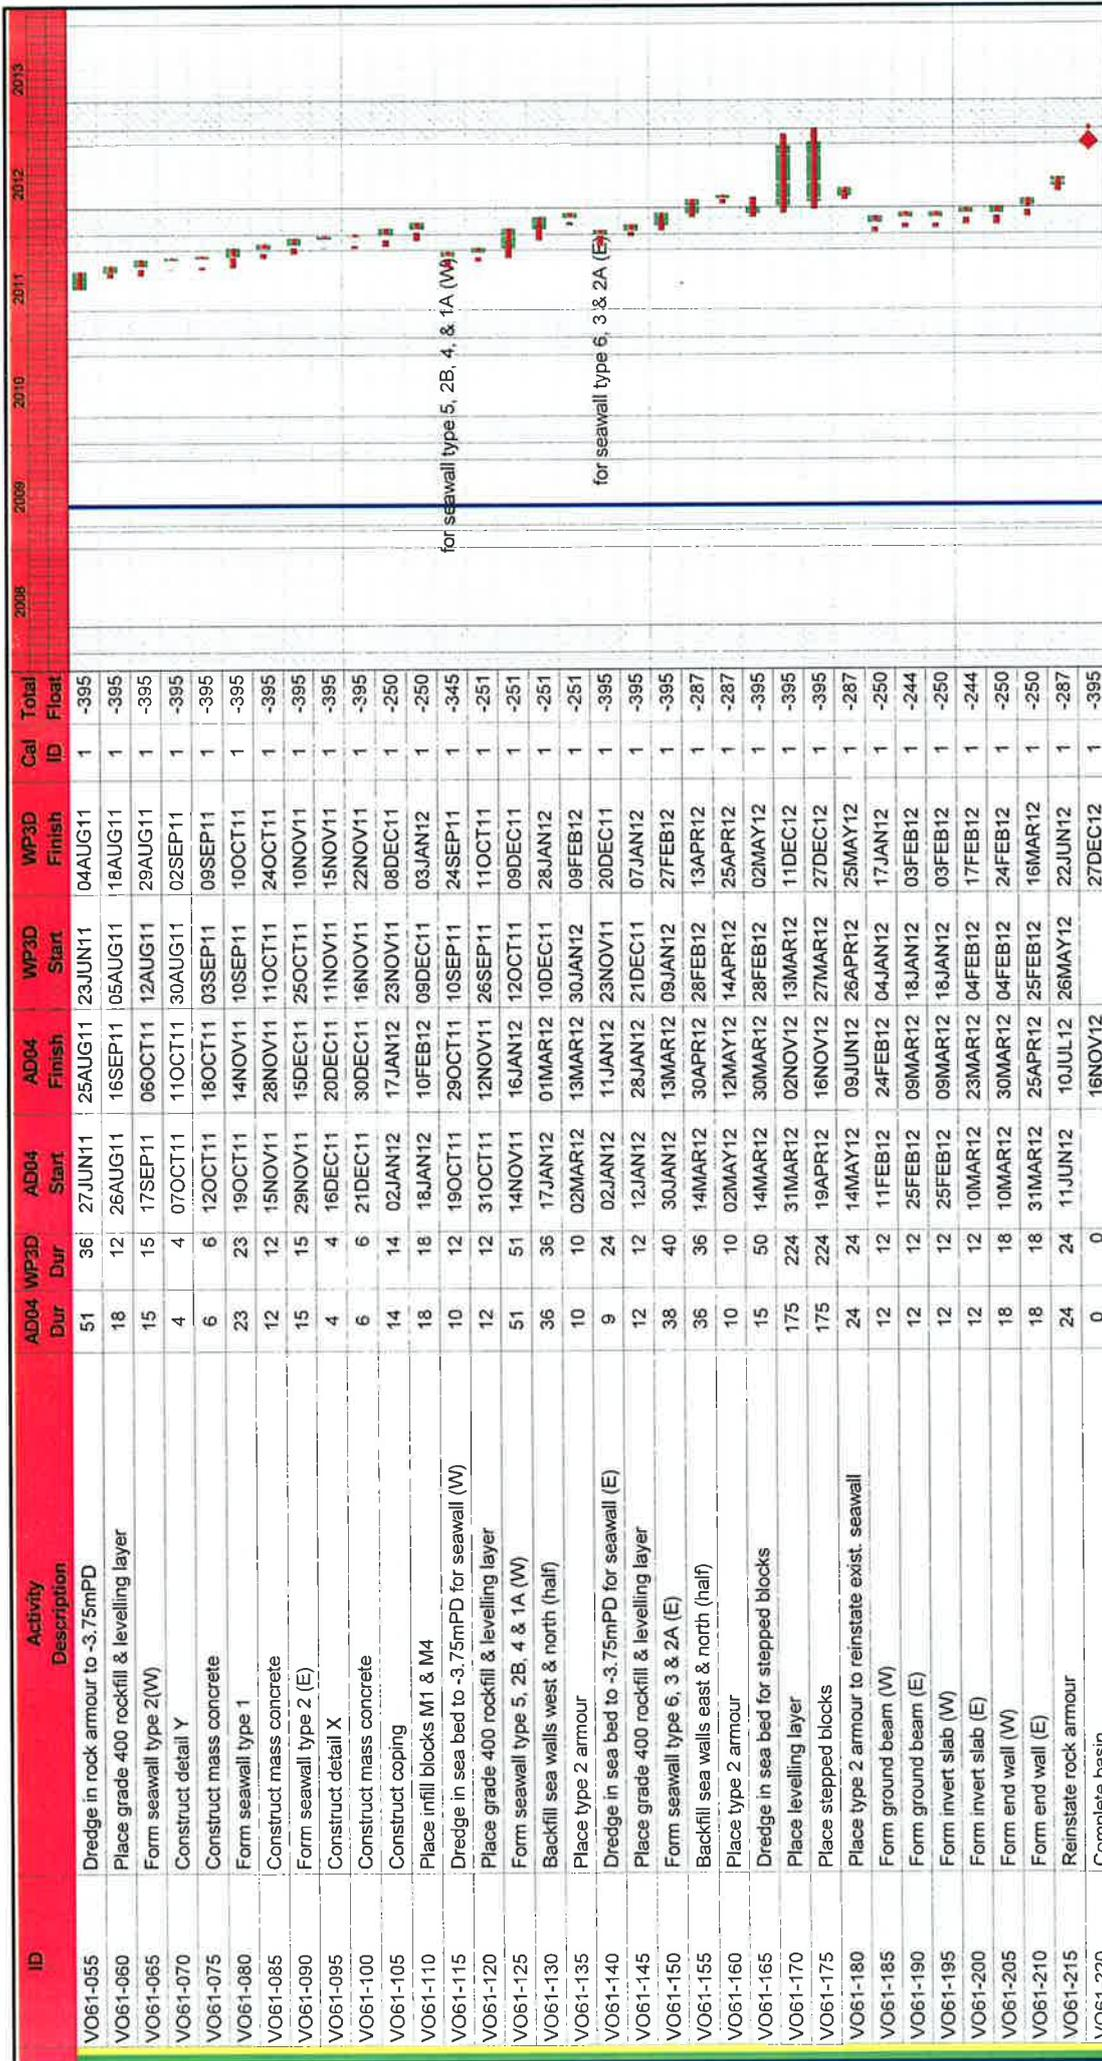 ID Activity Description AD04 Dur WP3D Dur AD04 Start AD04 Finish WP3D Start WP3D Finish Cal ID Total Float 2008 2009 2010 2011 2012 2013
VO61-055 Dredge in rock armour to -3.75mPD 51 36 27JUN11 25AUG11 23JUN11 04AUG11 1 -395
VO61-060 Place grade 400 rockfill & levelling layer 18 12 26AUG11 16SEP11 05AUG11 18AUG11 1 -395
VO61-065 Form seawall type 2(W) 15 15 17SEP11 06OCT11 12AUG11 29AUG11 1 -395
VO61-070 Construct detail Y 4 4 07OCT11 11OCT11 30AUG11 02SEP11 1 -395
VO61-075 Construct mass concrete 6 6 12OCT11 18OCT11 03SEP11 09SEP11 1 -395
VO61-080 Form seawall type 1 23 23 19OCT11 14NOV11 10SEP11 10OCT11 1 -395
VO61-085 Construct mass concrete 12 12 15NOV11 28NOV11 11OCT11 24OCT11 1 -395
VO61-090 Form seawall type 2 (E) 15 15 29NOV11 15DEC11 25OCT11 10NOV11 1 -395
VO61-095 Construct detail X 4 4 16DEC11 20DEC11 11NOV11 15NOV11 1 -395
VO61-100 Construct mass concrete 6 6 21DEC11 30DEC11 16NOV11 22NOV11 1 -395
VO61-105 Construct coping 14 14 02JAN12 17JAN12 23NOV11 08DEC11 1 -250
VO61-110 Place infill blocks M1 & M4 18 18 18JAN12 10FEB12 09DEC11 03JAN12 1 -250
VO61-115 Dredge in sea bed to -3.75mPD for seawall (W) 10 12 19OCT11 29OCT11 10SEP11 24SEP11 1 -345 for seawall type 5, 2B, 4, & 1A (W)
VO61-120 Place grade 400 rockfill & levelling layer 12 12 31OCT11 12NOV11 26SEP11 11OCT11 1 -251
VO61-125 Form seawall type 5, 2B, 4 & 1A (W) 51 51 14NOV11 16JAN12 12OCT11 09DEC11 1 -251
VO61-130 Backfill sea walls west & north (half) 36 36 17JAN12 01MAR12 10DEC11 28JAN12 1 -251
VO61-135 Place type 2 armour 10 10 02MAR12 13MAR12 30JAN12 09FEB12 1 -251
VO61-140 Dredge in sea bed to -3.75mPD for seawall (E) 9 24 02JAN12 11JAN12 23NOV11 20DEC11 1 -395 for seawall type 6, 3 & 2A (E)
VO61-145 Place grade 400 rockfill & levelling layer 12 12 12JAN12 28JAN12 21DEC11 07JAN12 1 -395
VO61-150 Form seawall type 6, 3 & 2A (E) 38 40 30JAN12 13MAR12 09JAN12 27FEB12 1 -395
VO61-155 Backfill sea walls east & north (half) 36 36 14MAR12 30APR12 28FEB12 13APR12 1 -287
VO61-160 Place type 2 armour 10 10 02MAY12 12MAY12 14APR12 25APR12 1 -287
VO61-165 Dredge in sea bed for stepped blocks 15 50 14MAR12 30MAR12 28FEB12 02MAY12 1 -395
VO61-170 Place levelling layer 175 224 31MAR12 02NOV12 13MAR12 11DEC12 1 -395
VO61-175 Place stepped blocks 175 224 19APR12 16NOV12 27MAR12 27DEC12 1 -395
VO61-180 Place type 2 armour to reinstate exist. seawall 24 24 14MAY12 09JUN12 26APR12 25MAY12 1 -287
VO61-185 Form ground beam (W) 12 12 11FEB12 24FEB12 04JAN12 17JAN12 1 -250
VO61-190 Form ground beam (E) 12 12 25FEB12 09MAR12 18JAN12 03FEB12 1 -244
VO61-195 Form invert slab (W) 12 12 25FEB12 09MAR12 18JAN12 03FEB12 1 -250
VO61-200 Form invert slab (E) 12 12 10MAR12 23MAR12 04FEB12 17FEB12 1 -244
VO61-205 Form end wall (W) 18 18 10MAR12 30MAR12 04FEB12 24FEB12 1 -250
VO61-210 Form end wall (E) 18 18 31MAR12 25APR12 25FEB12 16MAR12 1 -250
VO61-215 Reinstate rock armour 24 24 11JUN12 10JUL12 26MAY12 22JUN12 1 -287
VO61-220 Complete basin 0 0 16NOV12 27DEC12 1 -395